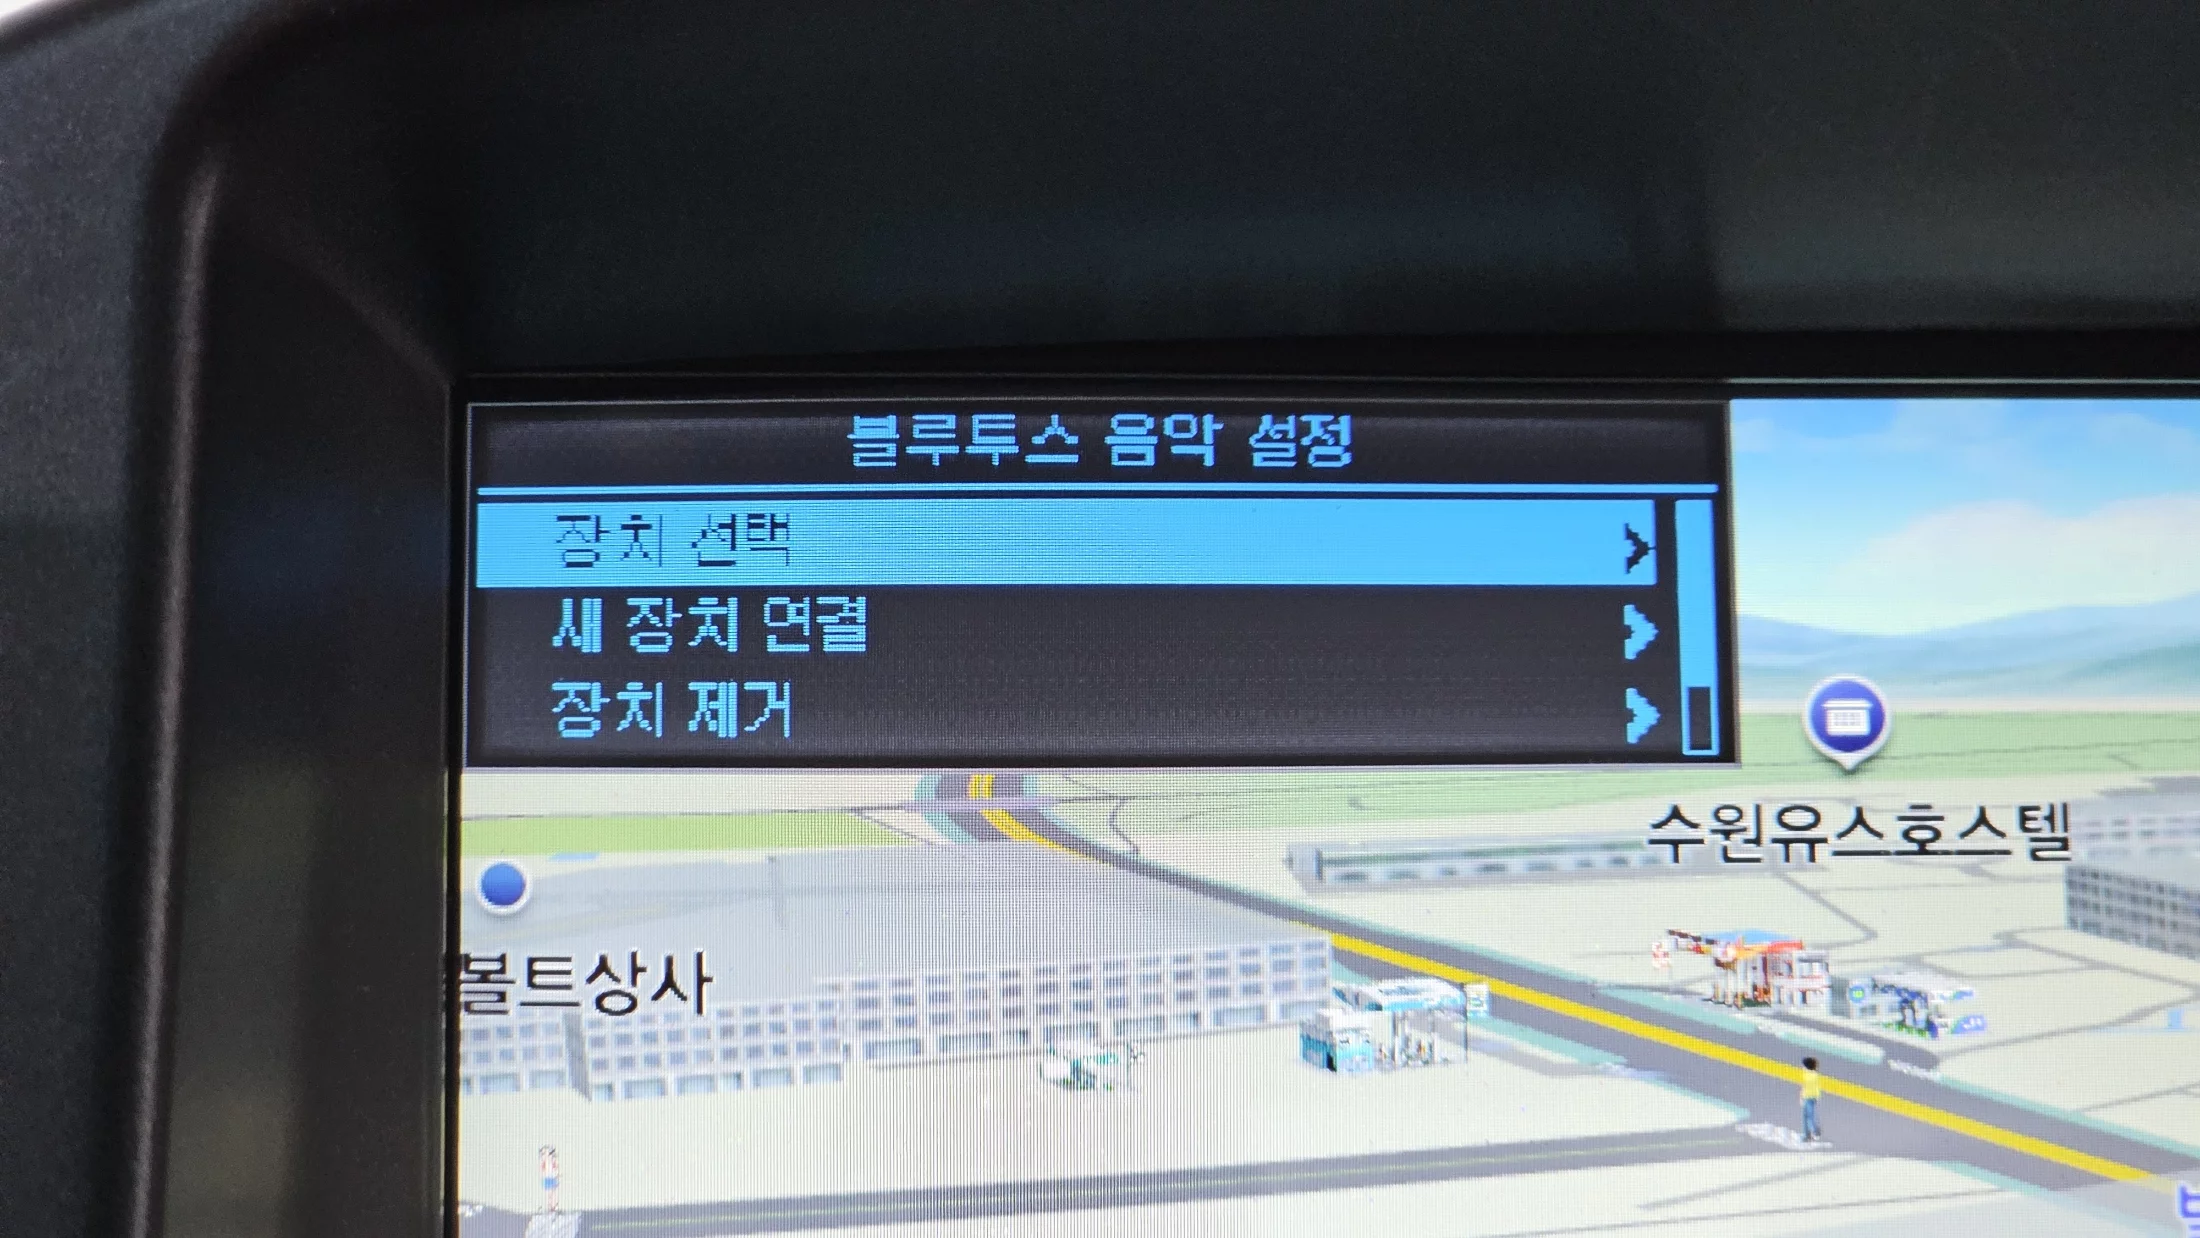 블루투스 음악 설정
장치 선택
새 장치 연결
장치 제거
수원유스호스텔
볼트상사